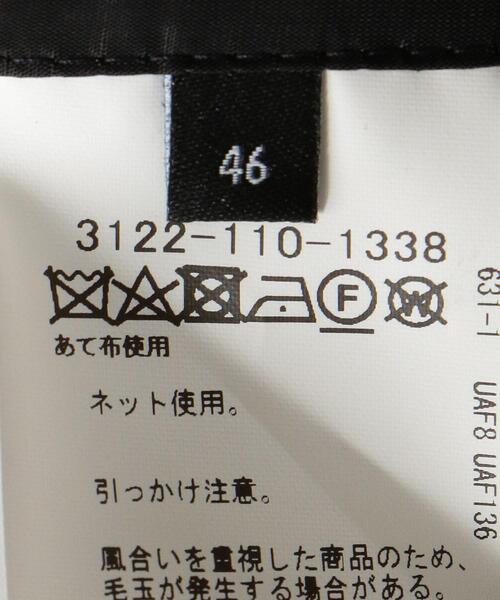 46
3122-110-1338
F W
あて布使用
ネット使用。
引っかけ注意。
風合いを重視した商品のため、
毛玉が発生する場合がある。
631-1 UAF8 UAF136